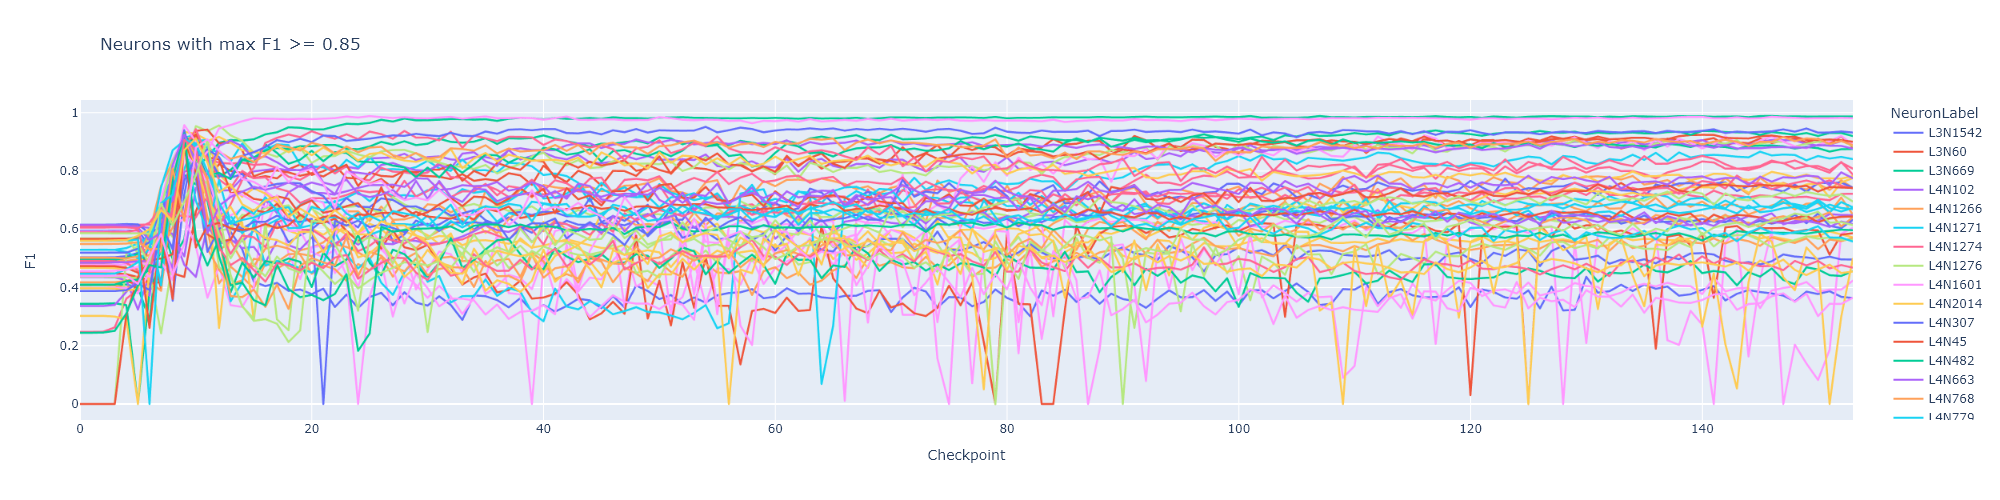 Neurons with max F1 >= 0.85
F1
1
0.8
0.6
0.4
0.2
0
0
20
40
60
80
100
120
140
Checkpoint
NeuronLabel
L3N1542
L3N60
L3N669
L4N102
L4N1266
L4N1271
L4N1274
L4N1276
L4N1601
L4N2014
L4N307
L4N45
L4N482
L4N663
L4N768
L4N779